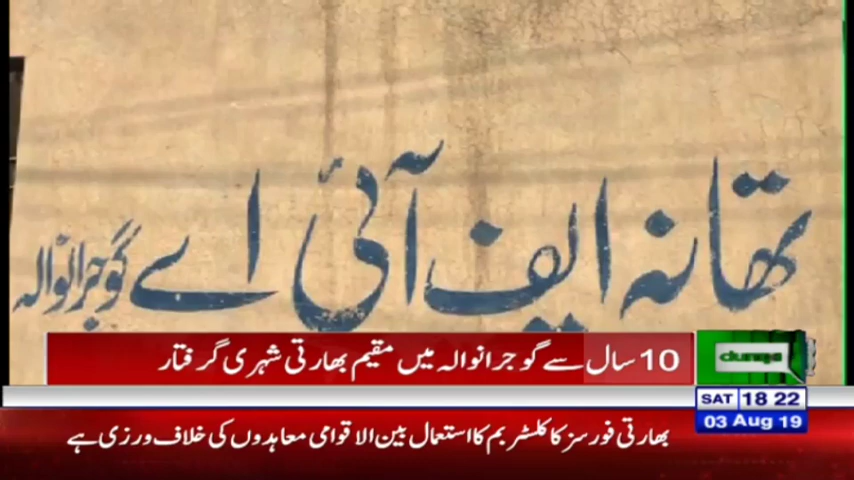 تھانہ ایف آئی اے گوجرانوالہ
10 سال سے گوجرانوالہ میں مقیم بھارتی شہری گرفتار
dunya
SAT 18 22
03 Aug 19
بھارتی فورسز کا کلسٹر بم کا استعمال بین الاقوامی معاہدوں کی خلاف ورزی ہے